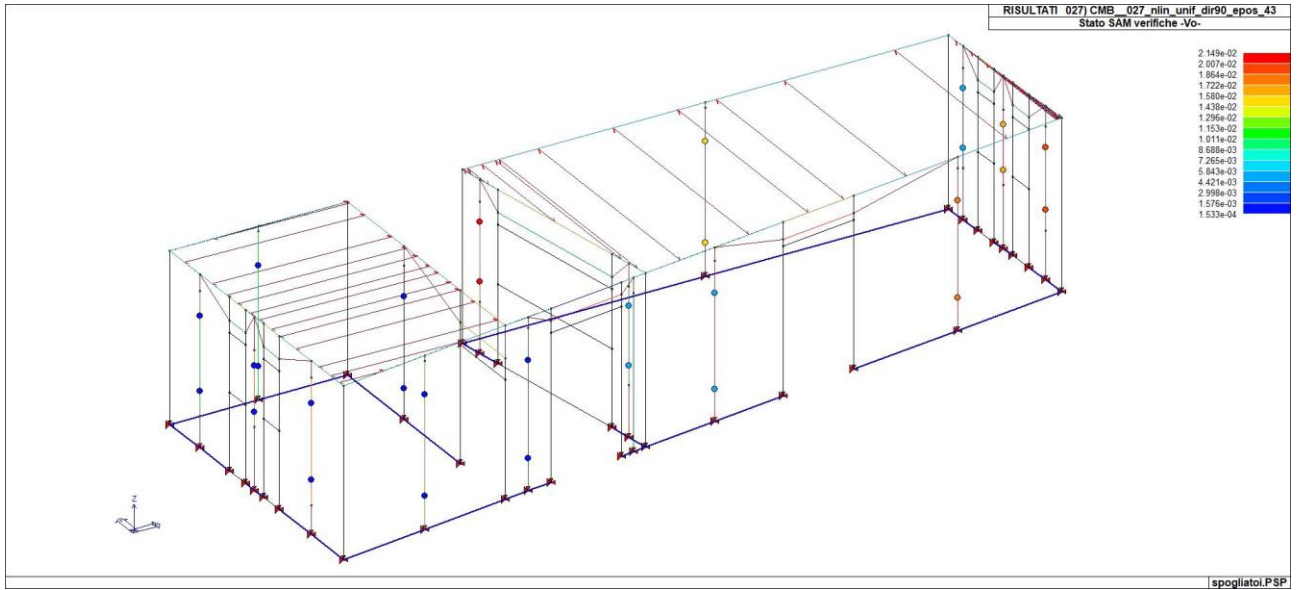 RISULTATI 027) CMB__027_nlin_unif_dir90_epos_43
Stato SAM verifiche -Vo-
2.149e-02
2.007e-02
1.864e-02
1.722e-02
1.580e-02
1.438e-02
1.296e-02
1.153e-02
1.011e-02
8.688e-03
7.265e-03
5.843e-03
4.421e-03
2.998e-03
1.576e-03
1.533e-04
Z
spogliatoi.PSP